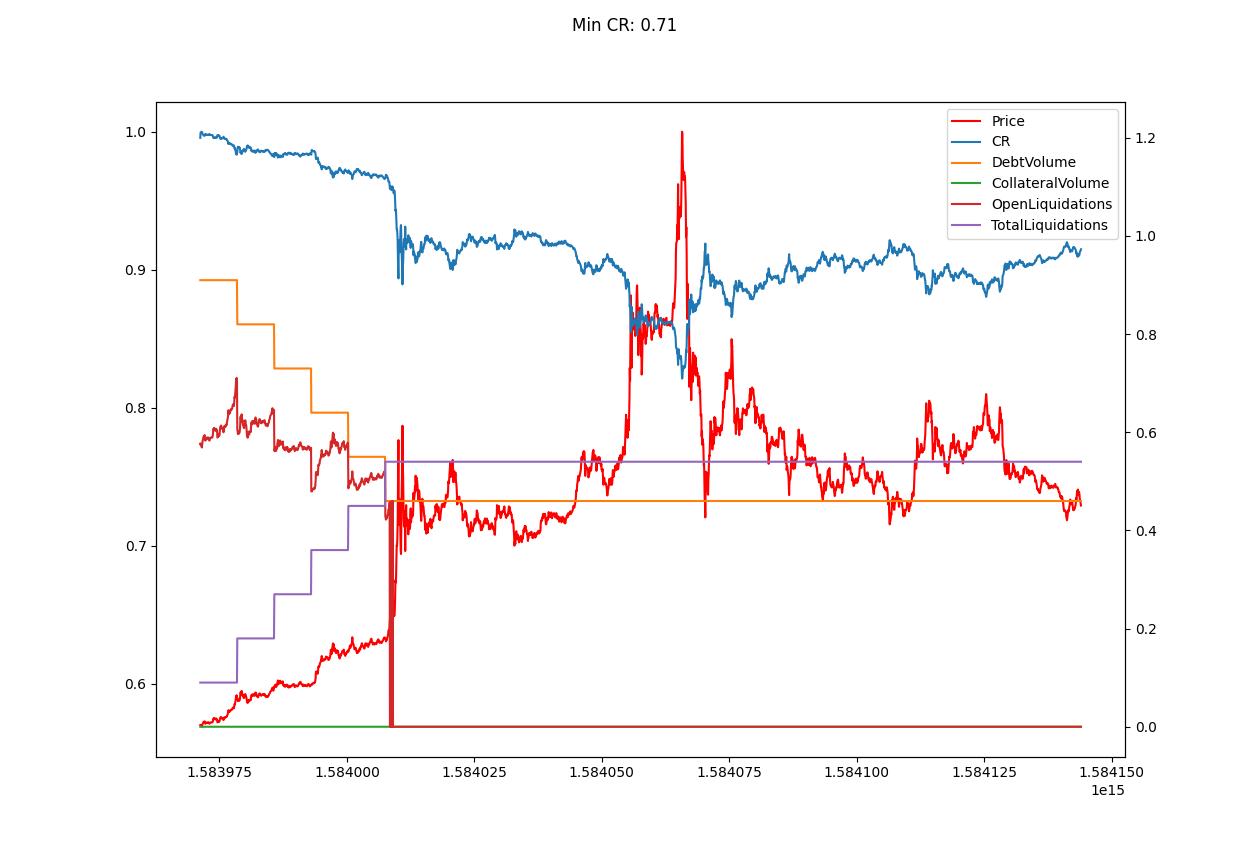 Min CR: 0.71
Price
CR
DebtVolume
CollateralVolume
OpenLiquidations
TotalLiquidations
1.0
0.9
0.8
0.7
0.6
1.2
1.0
0.8
0.6
0.4
0.2
0.0
1.583975 1.584000 1.584025 1.584050 1.584075 1.584100 1.584125 1.584150
1e15